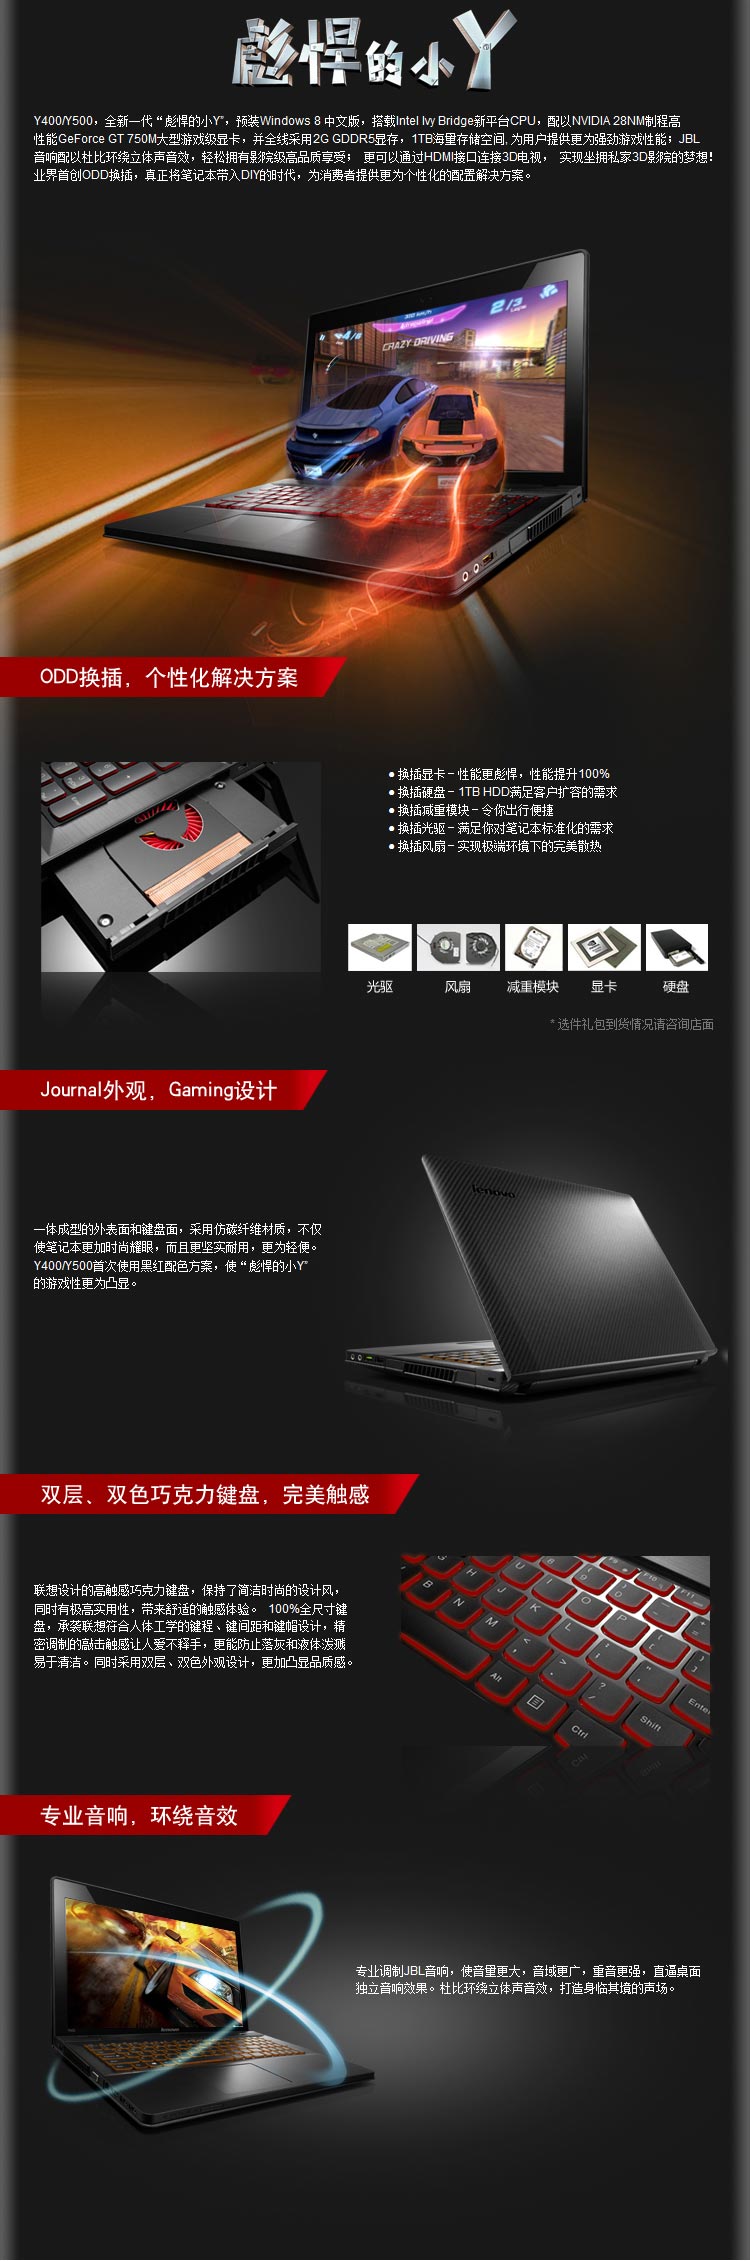 彪悍的小Y
Y400/Y500，全新一代“彪悍的小Y”，预装Windows 8 中文版，搭载Intel Ivy Bridge新平台CPU，配以NVIDIA 28NM制程高
性能GeForce GT 750M大型游戏级显卡，并全线采用2G GDDR5显存，1TB海量存储空间, 为用户提供更为强劲游戏性能；JBL
音响配以杜比环绕立体声音效，轻松拥有影院级高品质享受； 更可以通过HDMI接口连接3D电视， 实现坐拥私家3D影院的梦想！
业界首创ODD换插，真正将笔记本带入DIY的时代，为消费者提供更为个性化的配置解决方案。
2/3
4/8
CRAZY DRIVING
ODD换插，个性化解决方案
● 换插显卡 – 性能更彪悍，性能提升100%
● 换插硬盘 – 1TB HDD满足客户扩容的需求
● 换插减重模块 – 令你出行便捷
● 换插光驱 – 满足你对笔记本标准化的需求
● 换插风扇 – 实现极端环境下的完美散热
光驱 风扇 减重模块 显卡 硬盘
* 选件礼包到货情况请咨询店面
Journal外观，Gaming设计
lenovo
一体成型的外表面和键盘面，采用仿碳纤维材质，不仅
使笔记本更加时尚耀眼，而且更坚实耐用，更为轻便。
Y400/Y500首次使用黑红配色方案，使“彪悍的小Y”
的游戏性更为凸显。
双层、双色巧克力键盘，完美触感
联想设计的高触感巧克力键盘，保持了简洁时尚的设计风，
同时有极高实用性，带来舒适的触感体验。 100%全尺寸键
盘，承袭联想符合人体工学的键程、键间距和键帽设计，精
密调制的敲击触感让人爱不释手，更能防止落灰和液体泼溅
易于清洁。同时采用双层、双色外观设计，更加凸显品质感。
B N M
Alt
Ctrl
Shift
Enter
专业音响，环绕音效
专业调制JBL音响，使音量更大，音域更广，重音更强，直逼桌面
独立音响效果。杜比环绕立体声音效，打造身临其境的声场。